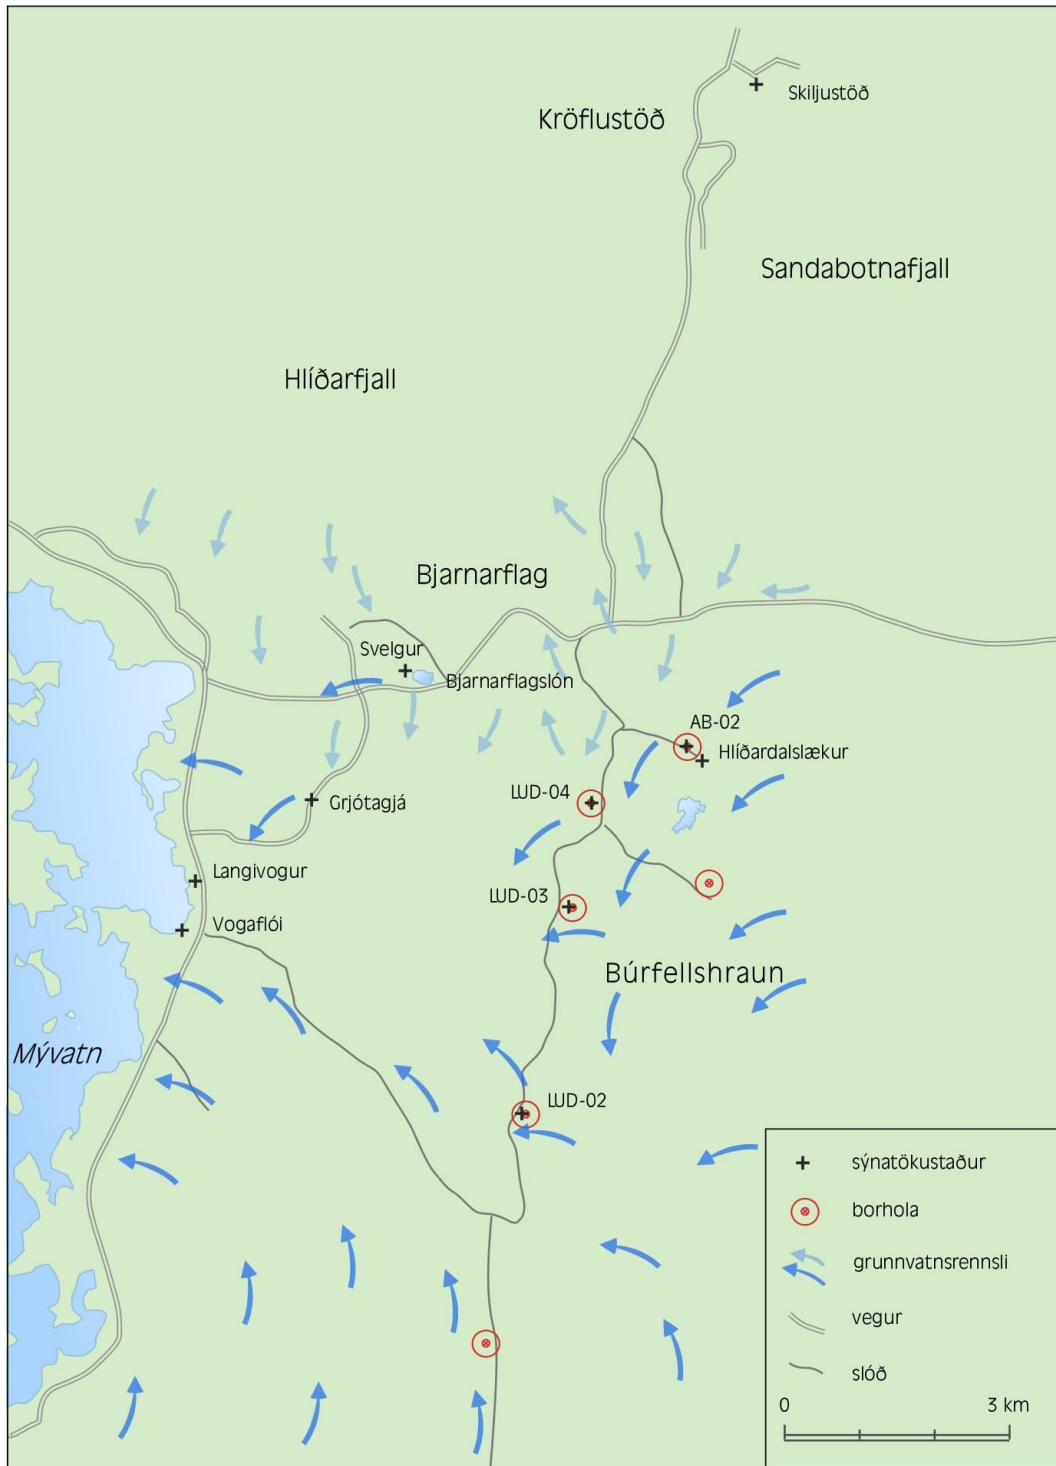 Skiljustöð
Kröflustöð
Sandabotnafjall
Hlíðarfjall
Bjarnarflag
Svelgur
Bjarnarflagslón
AB-02
Hlíðardalslækur
LUD-04
Grjótagjá
Langivogur
LUD-03
Vogaflói
Búrfellshraun
Mývatn
LUD-02
sýnatökustaður
borhola
grunnvatnsrennsli
vegur
slóð
0 3 km